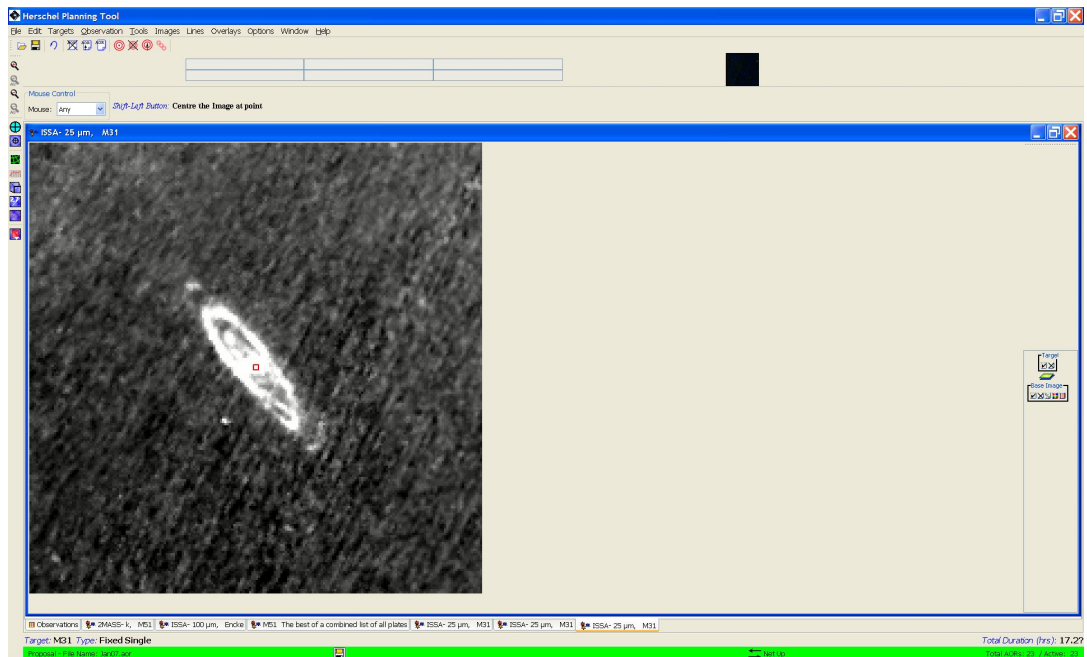 Herschel Planning Tool
File Edit Targets Observation Tools Images Lines Overlays Options Window Help
Mouse Control
Mouse: Any Shift-Left Button: Centre the Image at point
ISSA- 25 µm, M31
Target
Base Image
Observations 2MASS- k, M51 ISSA- 100 µm, Encke M51 The best of a combined list of all plates ISSA- 25 µm, M31 ISSA- 25 µm, M31 ISSA- 25 µm, M31
Target: M31 Type: Fixed Single Total Duration (hrs): 17.2?
Proposal - File Name: Jan07.aor Net Up Total AORs: 23 / Active: 23